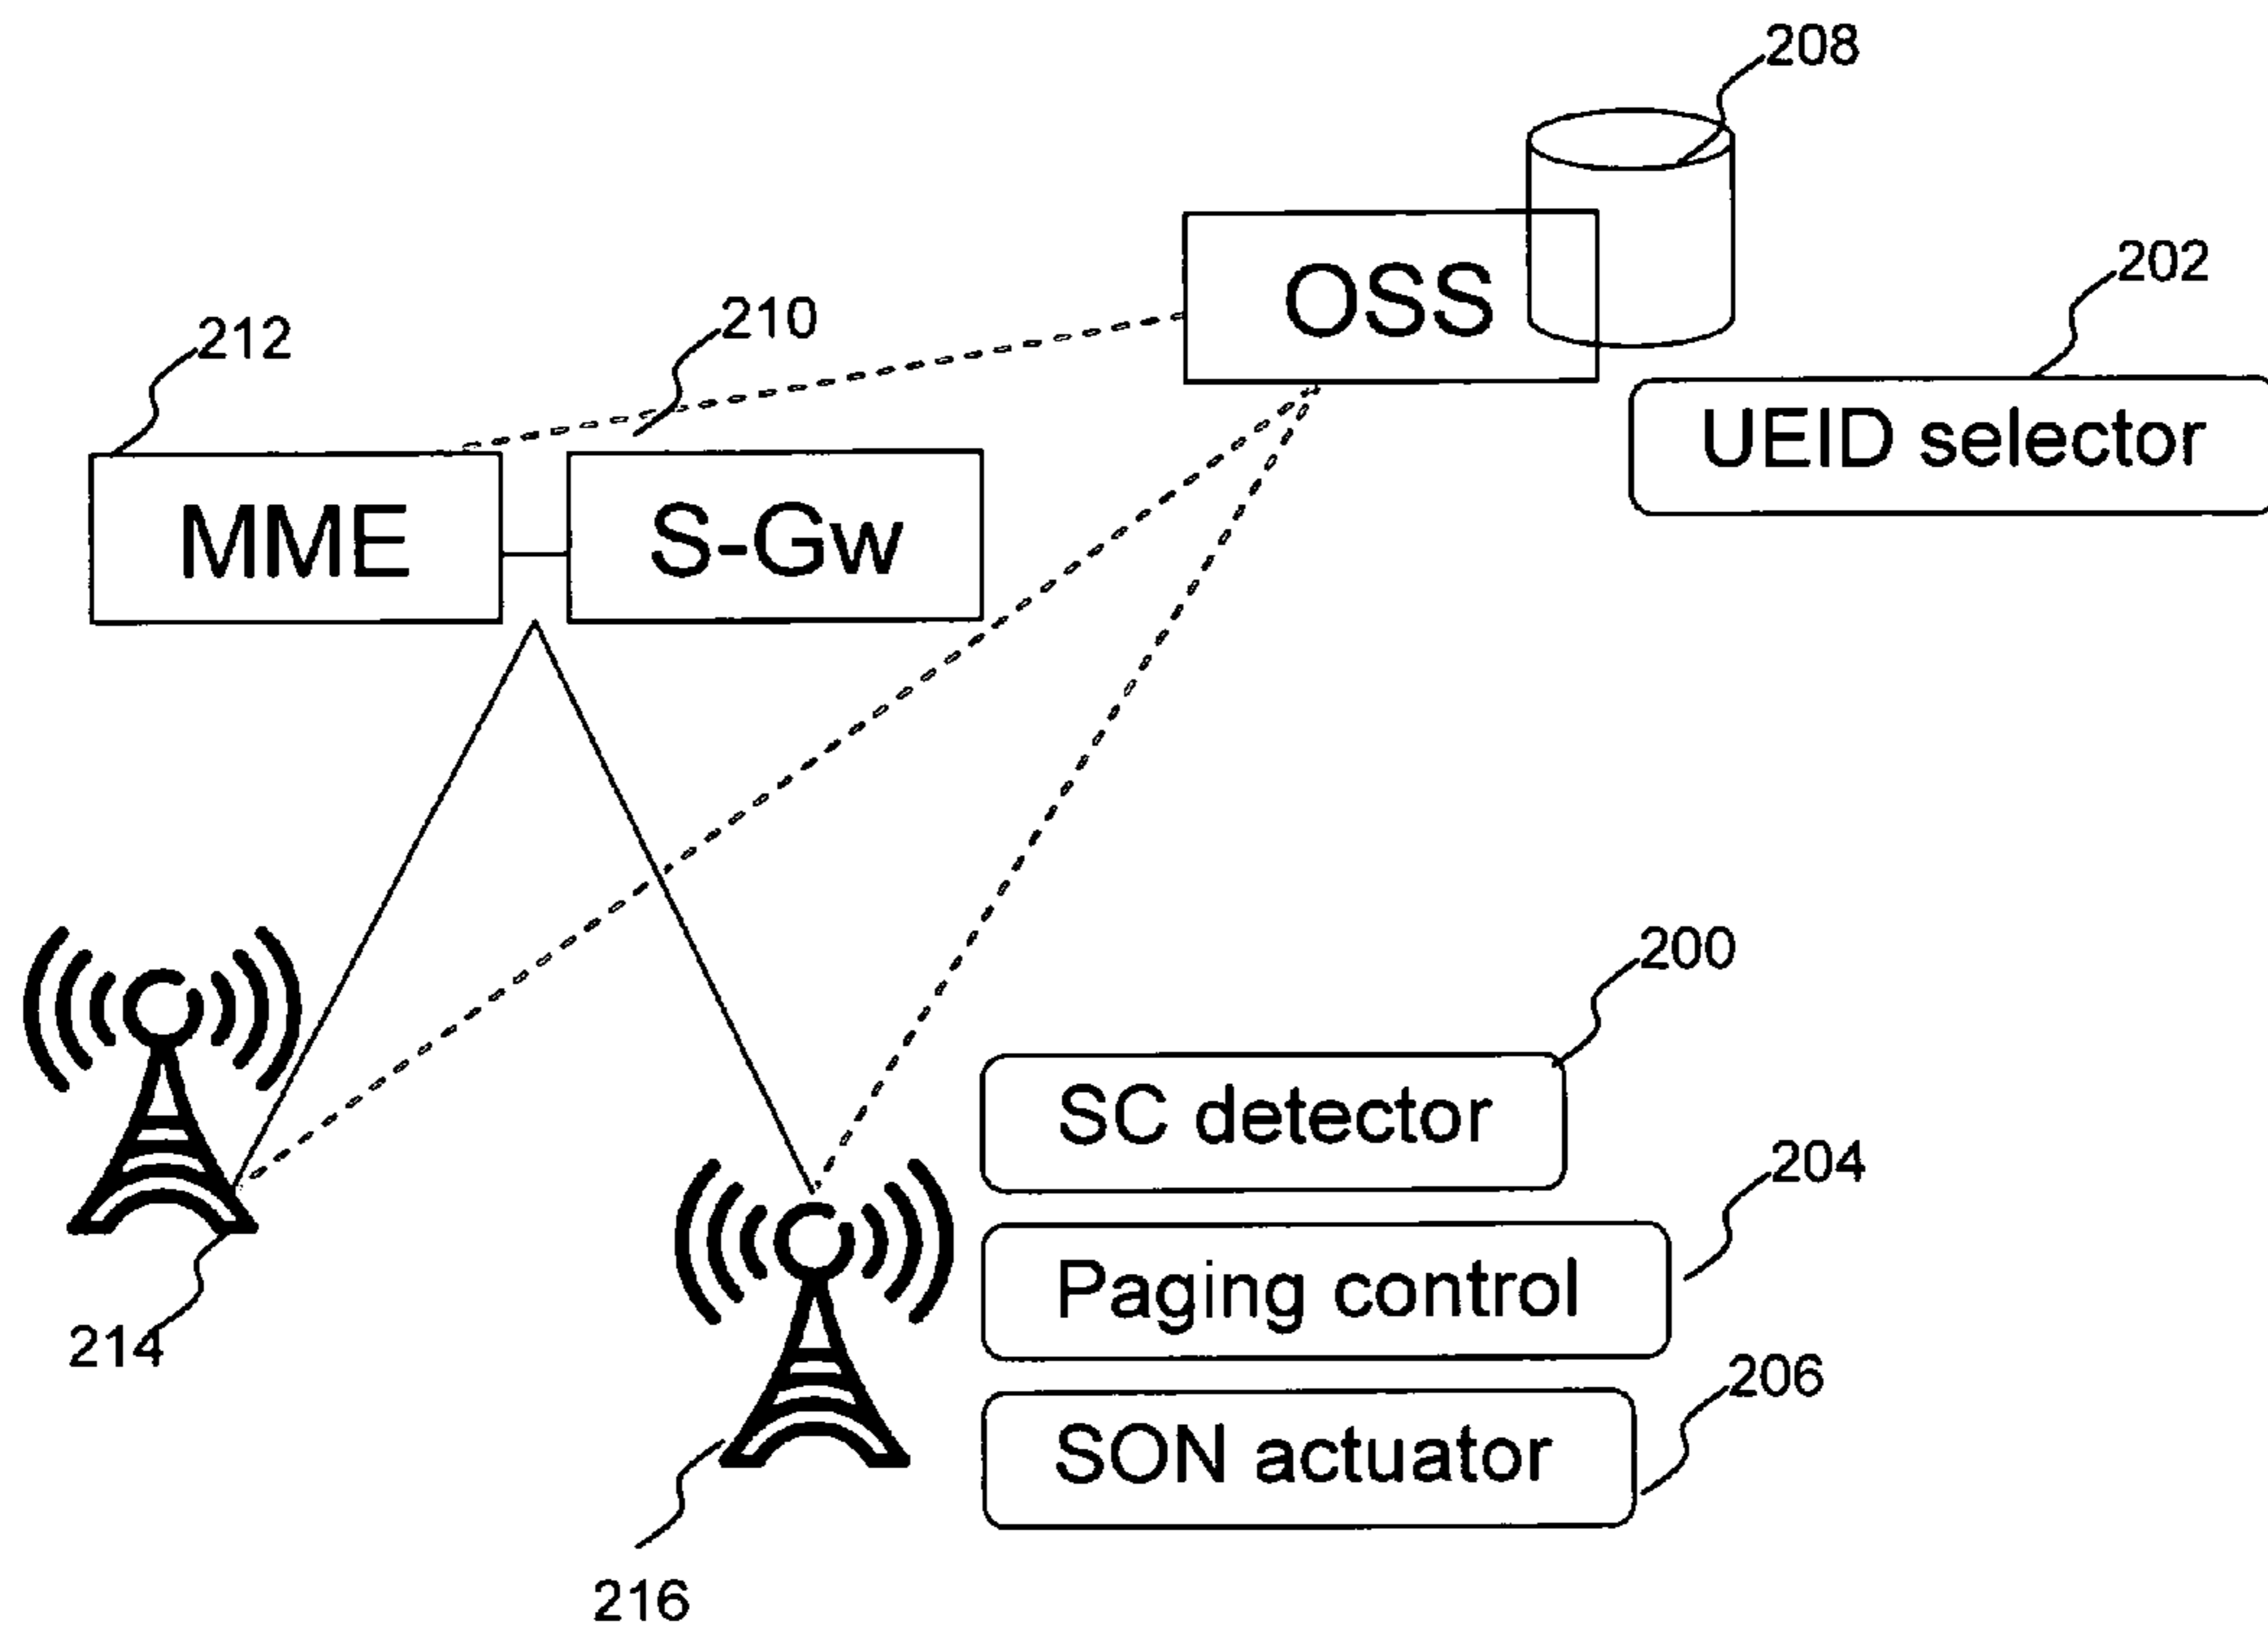 208
202
OSS
210
212
UEID selector
MME
S-Gw
200
SC detector
204
Paging control
214
206
SON actuator
216